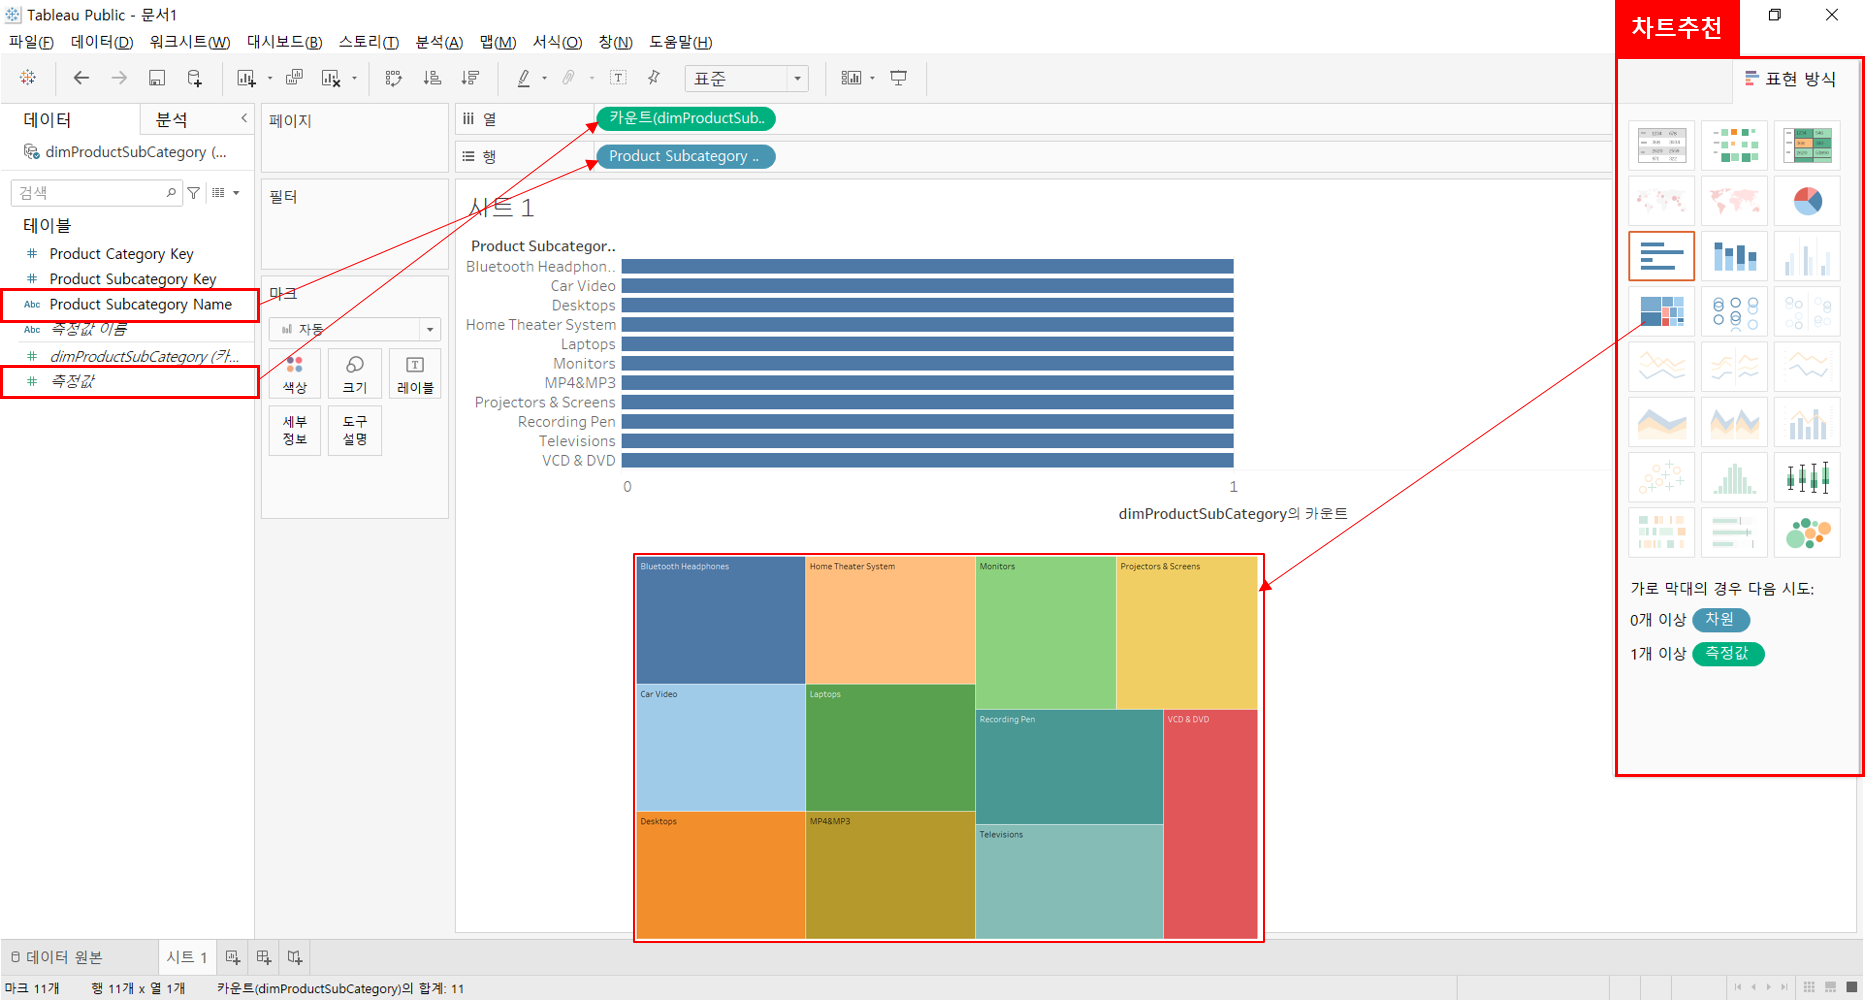 Tableau Public - 문서1
차트추천
파일(F) 데이터(D) 워크시트(W) 대시보드(B) 스토리(T) 분석(A) 맵(M) 서식(O) 창(N) 도움말(H)
표준
표현 방식
데이터 분석
dimProductSubCategory (...
검색
테이블
Product Category Key
Product Subcategory Key
Abc Product Subcategory Name
Abc 측정값 이름
dimProductSubCategory (카...
측정값
페이지
필터
마크
자동
색상 크기 레이블
세부 정보
도구 설명
열 카운트(dimProductSub..
행 Product Subcategory ..
시트 1
Product Subcategor..
Bluetooth Headphon..
Car Video
Desktops
Home Theater System
Laptops
Monitors
MP4&MP3
Projectors & Screens
Recording Pen
Televisions
VCD & DVD
0 1
dimProductSubCategory의 카운트
Bluetooth Headphones
Home Theater System
Monitors
Projectors & Screens
Car Video
Laptops
Recording Pen
VCD & DVD
Desktops
MP4&MP3
Televisions
가로 막대의 경우 다음 시도:
0개 이상 차원
1개 이상 측정값
데이터 원본 시트 1
마크 11개 행 11개 x 열 1개 카운트(dimProductSubCategory)의 합계: 11